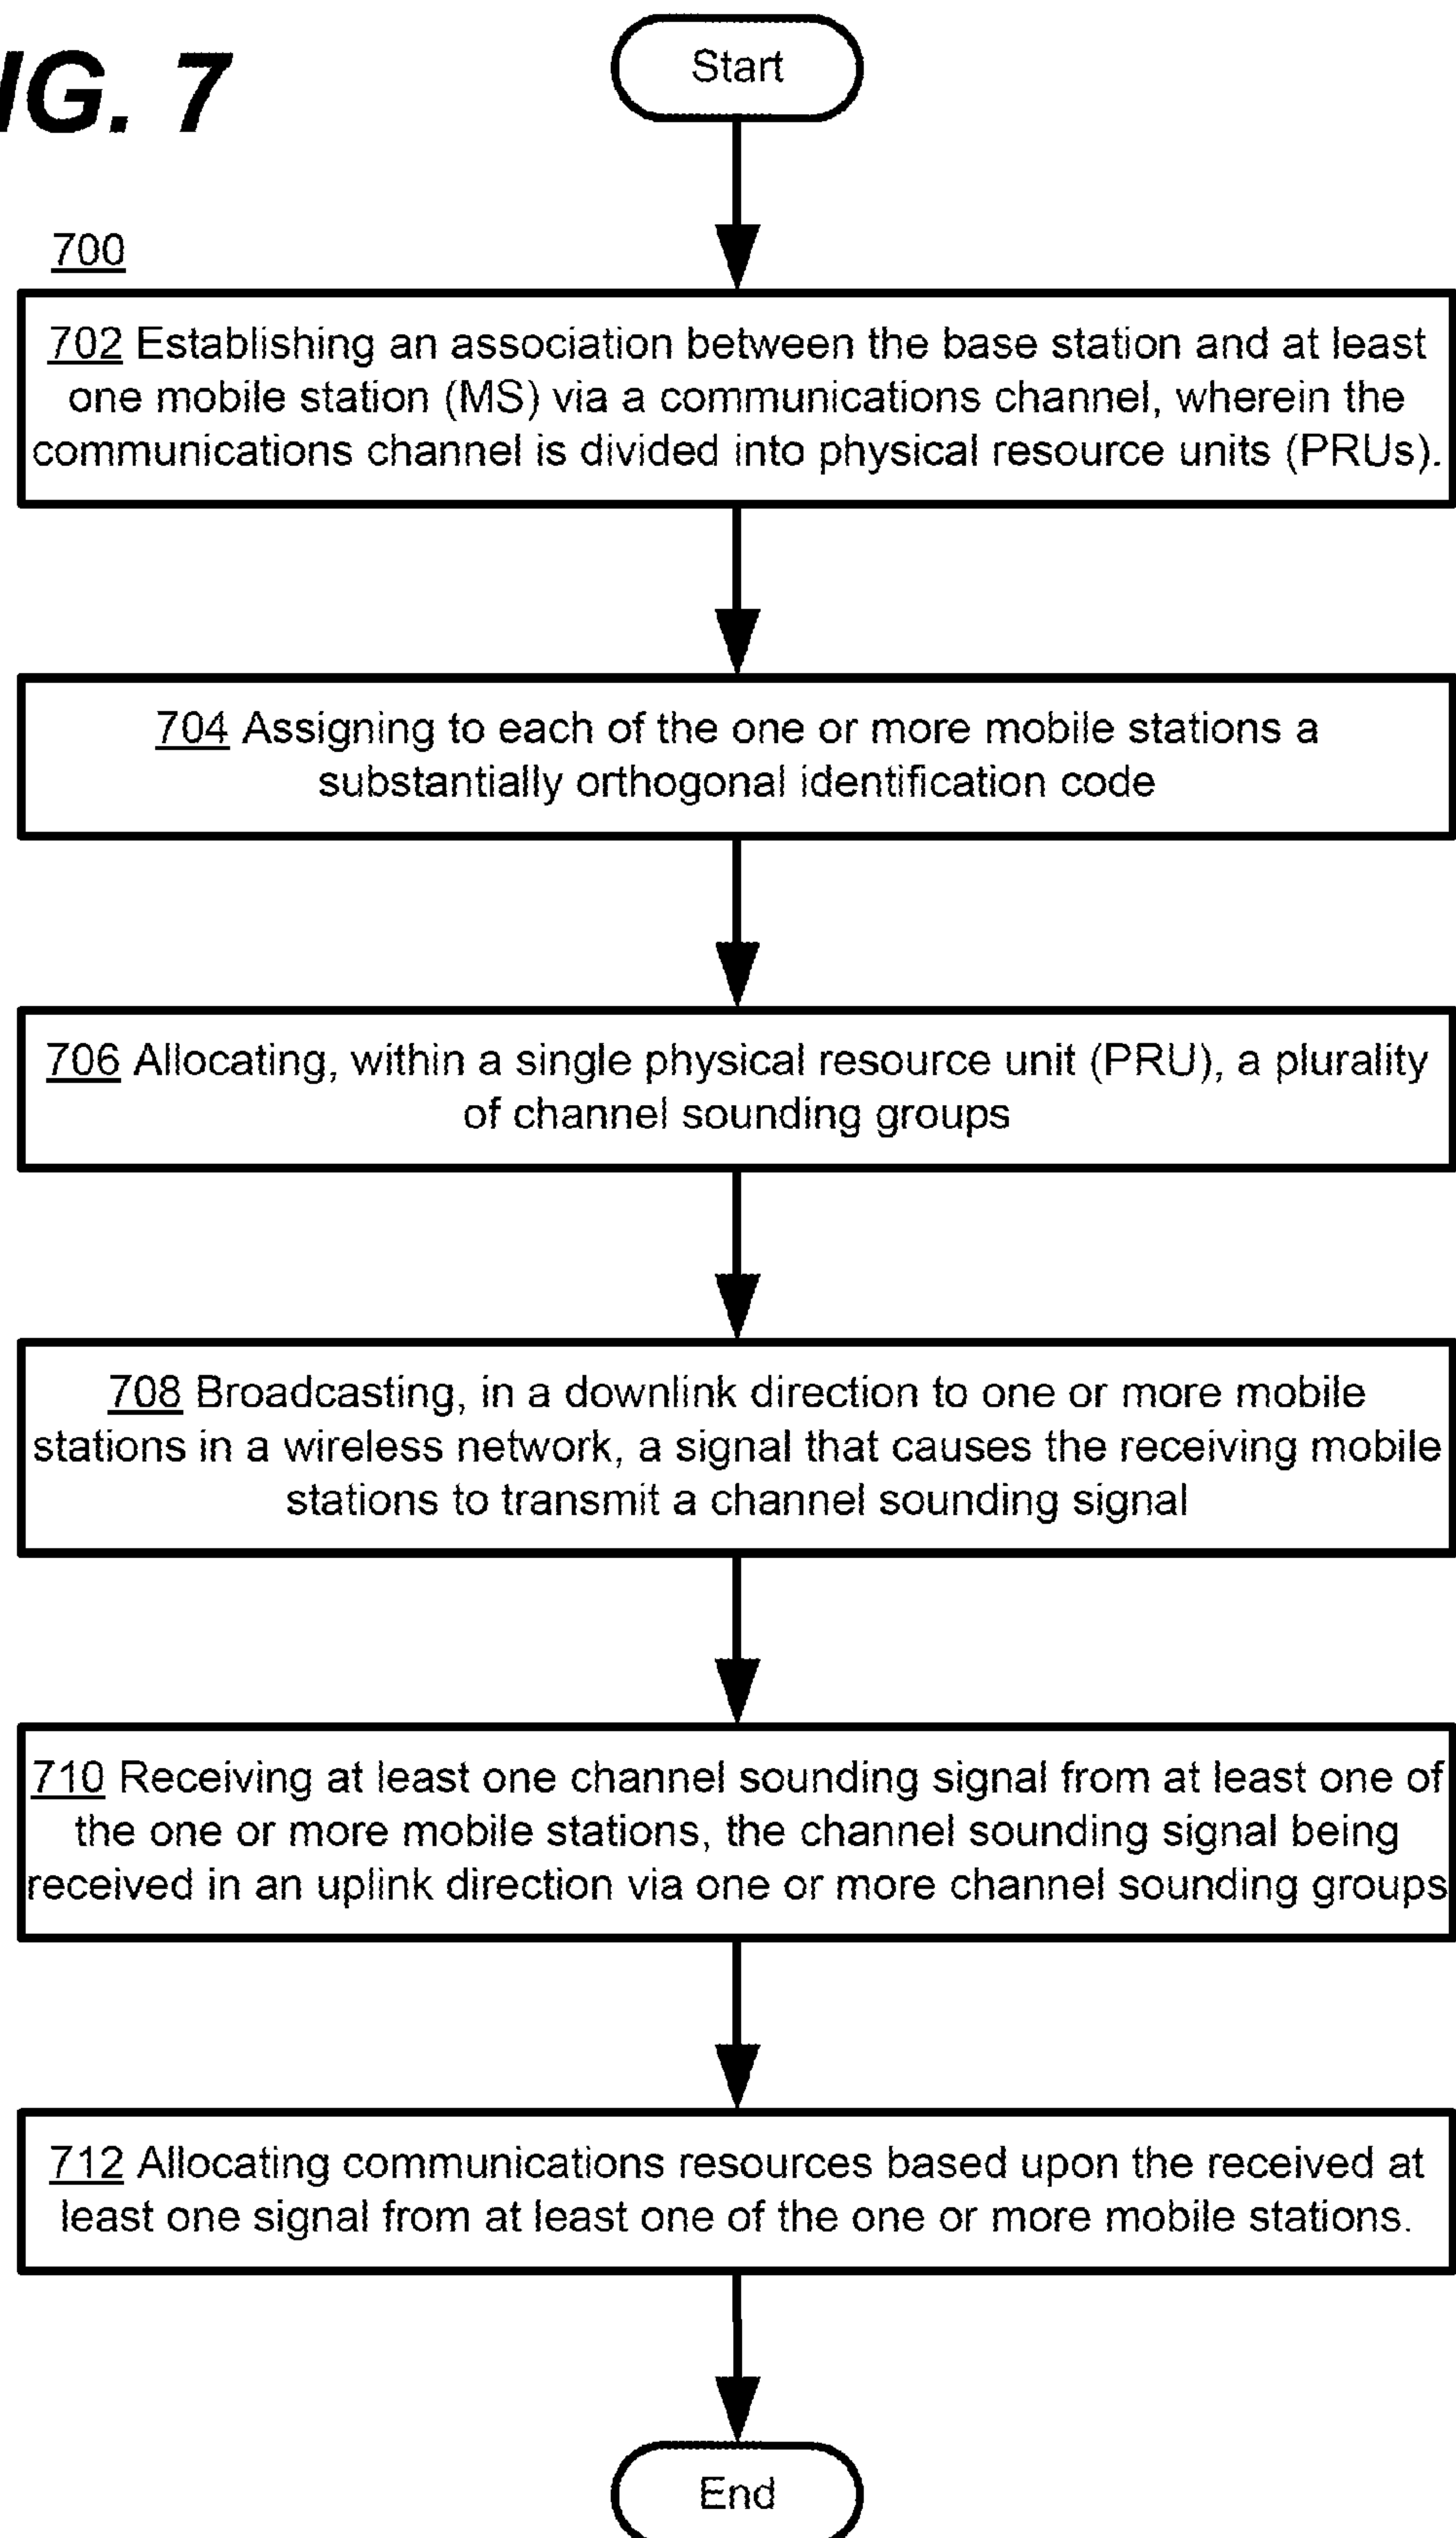 IG. 7
Start
700
702 Establishing an association between the base station and at least
one mobile station (MS) via a communications channel, wherein the
communications channel is divided into physical resource units (PRUs).
704 Assigning to each of the one or more mobile stations a
substantially orthogonal identification code
706 Allocating, within a single physical resource unit (PRU), a plurality
of channel sounding groups
708 Broadcasting, in a downlink direction to one or more mobile
stations in a wireless network, a signal that causes the receiving mobile
stations to transmit a channel sounding signal
710 Receiving at least one channel sounding signal from at least one of
the one or more mobile stations, the channel sounding signal being
received in an uplink direction via one or more channel sounding groups
712 Allocating communications resources based upon the received at
least one signal from at least one of the one or more mobile stations.
End